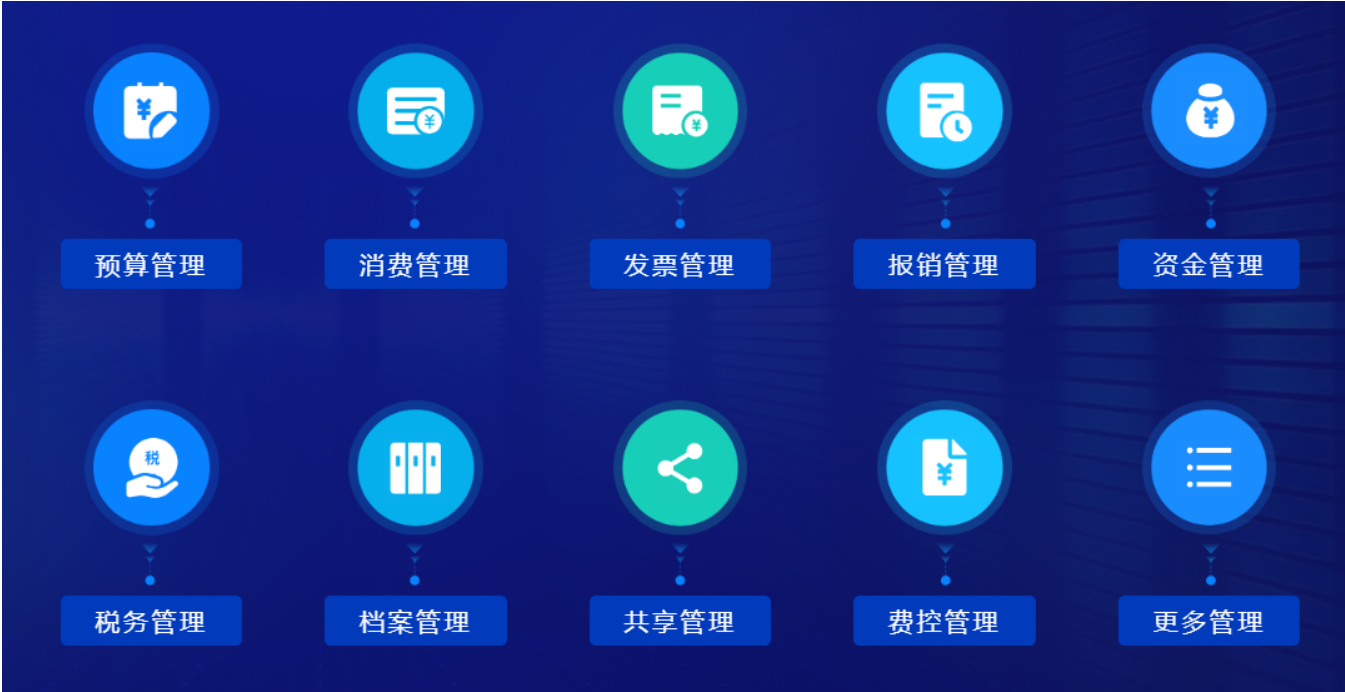 ¥
¥
¥
¥
预算管理
消费管理
发票管理
报销管理
资金管理
税
¥
税务管理
档案管理
共享管理
费控管理
更多管理